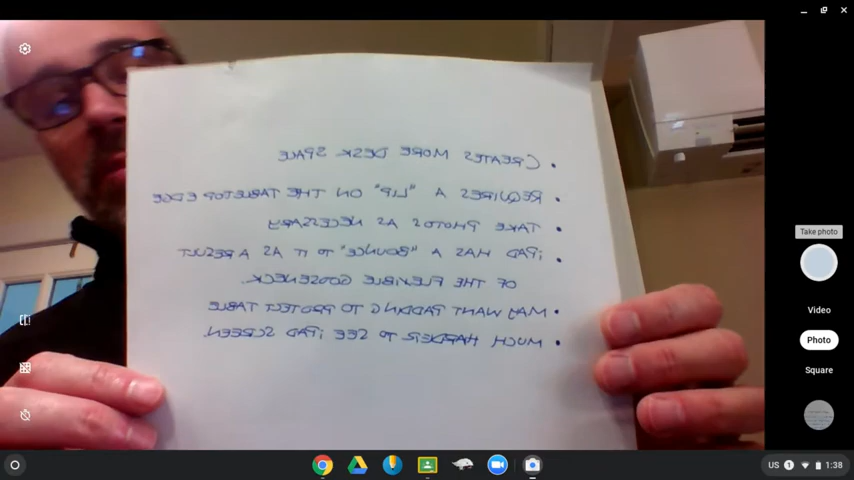 • CREATES MORE DESK SPACE
• REQUIRES A "LIP" ON THE TABLETOP EDGE
• TAKE PHOTOS AS NECESSARY
• iPAD HAS A "BOUNCE" TO IT AS A RESULT
OF THE FLEXIBLE GOOSENECK.
• MAY WANT PADDING TO PROTECT TABLE
• MUCH HARDER TO SEE iPAD SCREEN.
Take photo
Video
Photo
Square
US 1 1:38